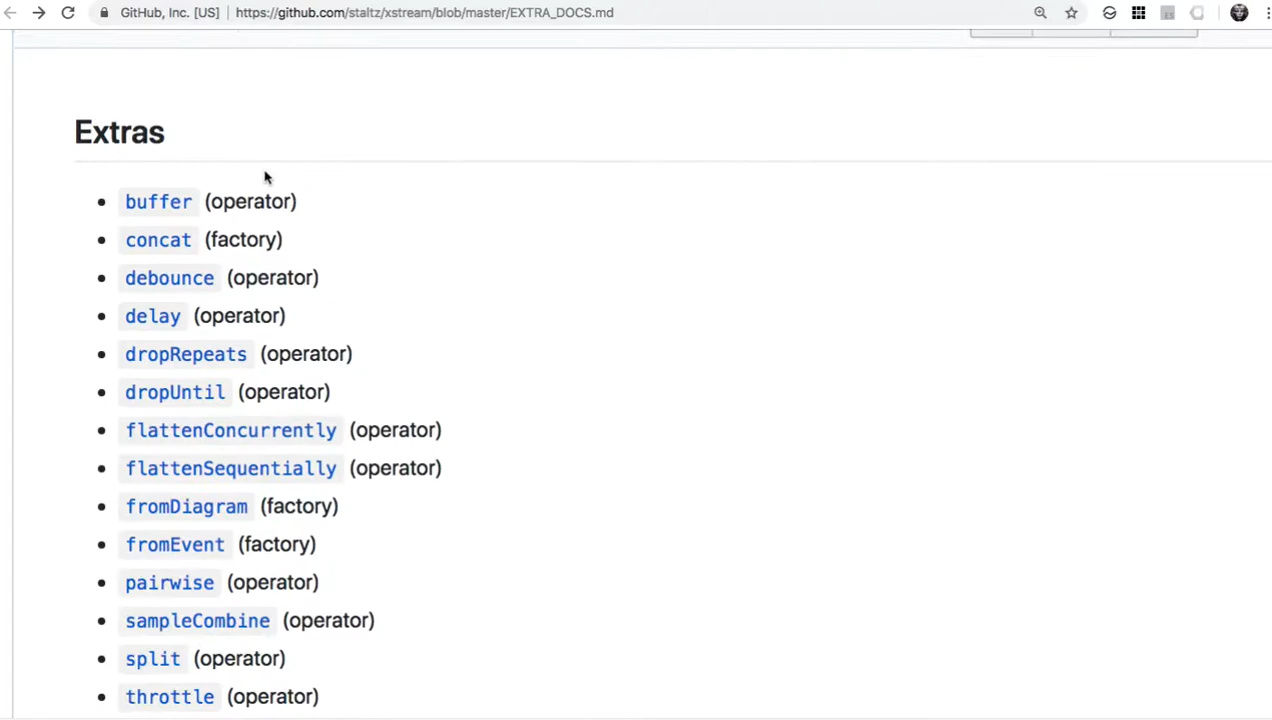 GitHub, Inc. [US] | https://github.com/staltz/xstream/blob/master/EXTRA_DOCS.md
Extras
• buffer (operator)
• concat (factory)
• debounce (operator)
• delay (operator)
• dropRepeats (operator)
• dropUntil (operator)
• flattenConcurrently (operator)
• flattenSequentially (operator)
• fromDiagram (factory)
• fromEvent (factory)
• pairwise (operator)
• sampleCombine (operator)
• split (operator)
• throttle (operator)